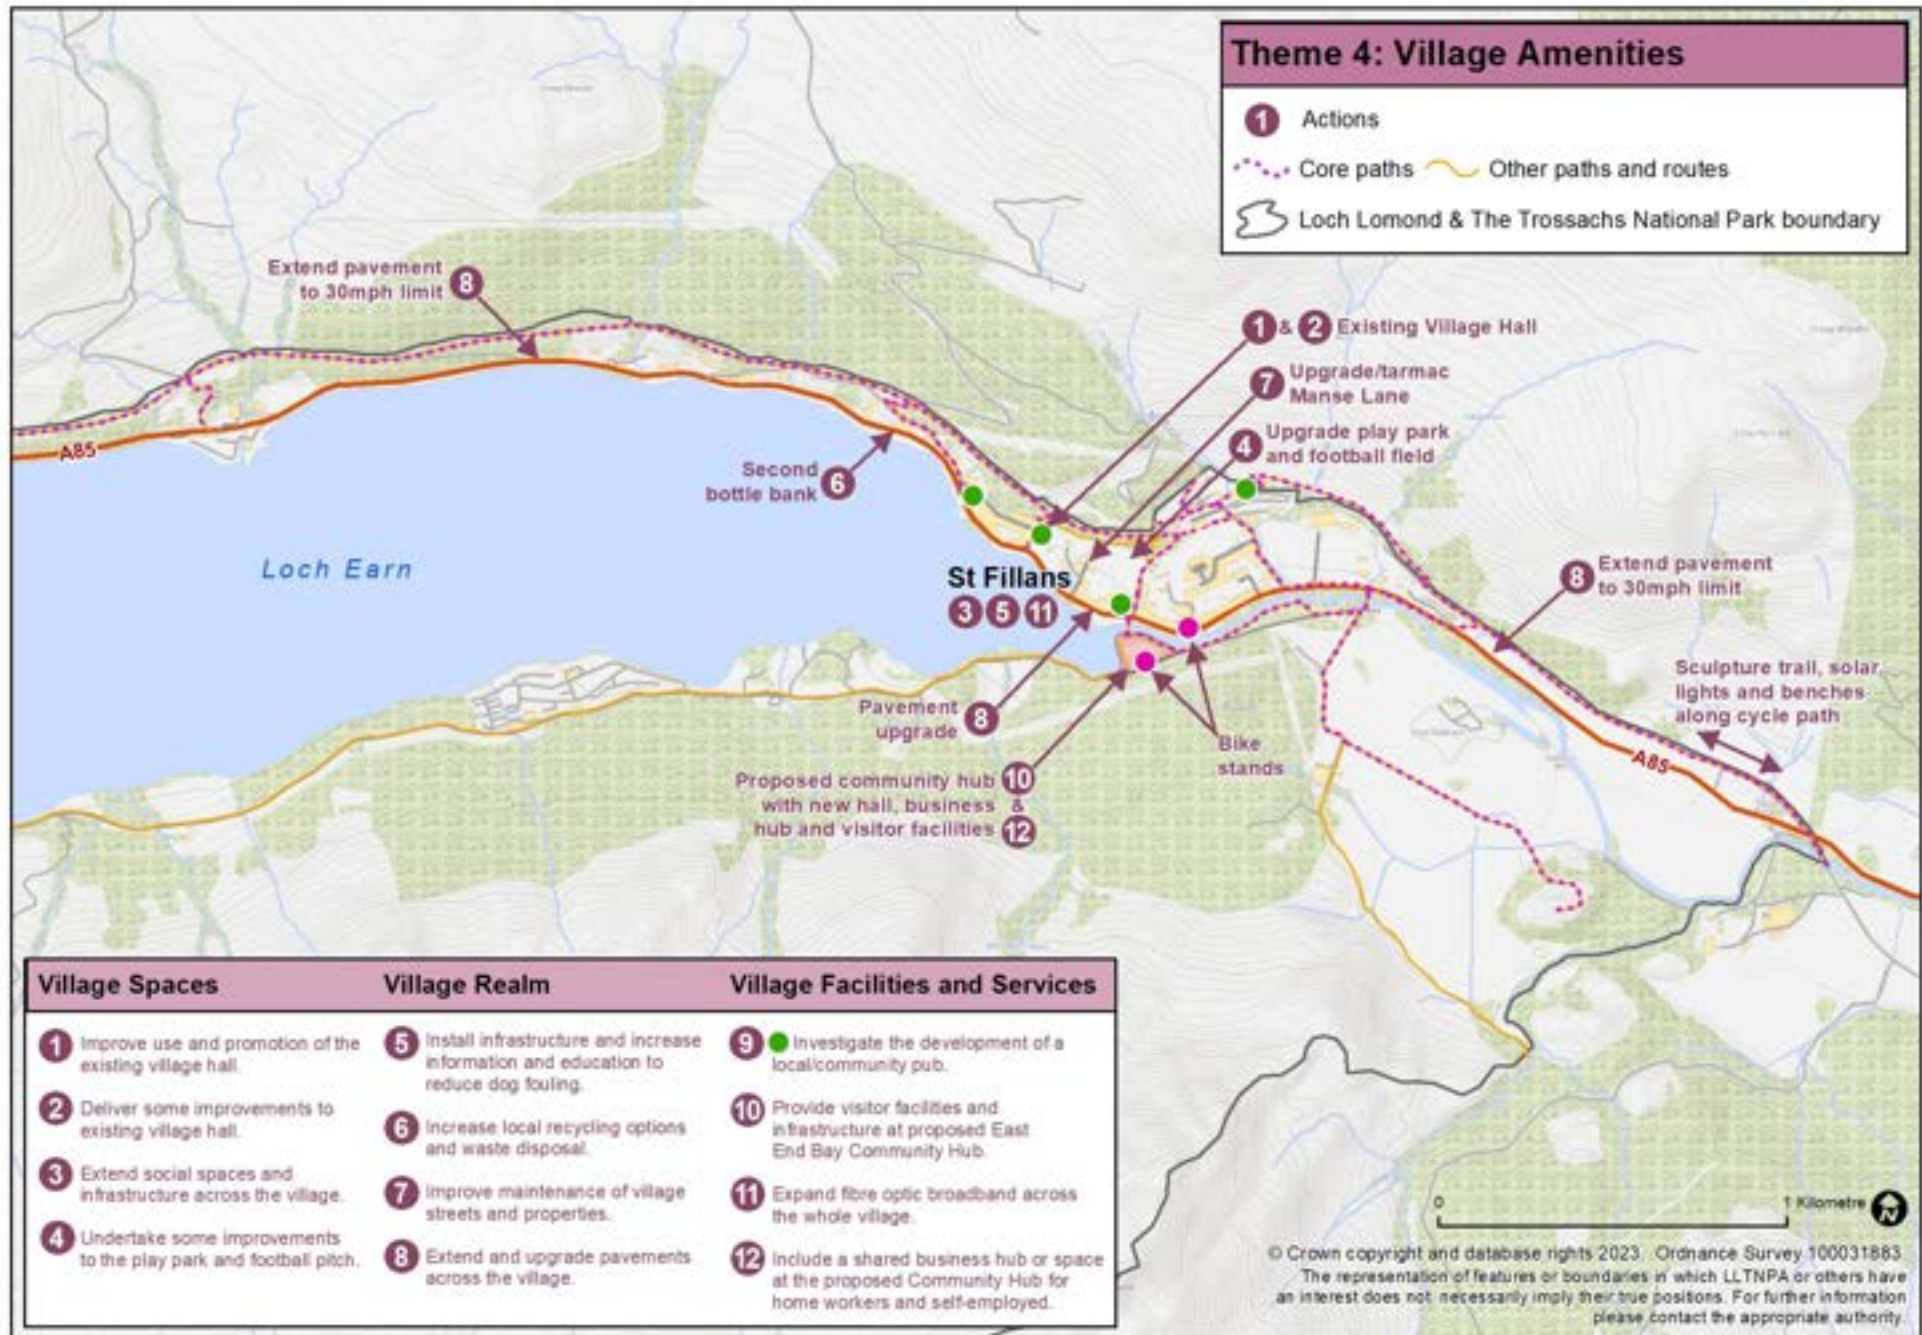 Theme 4: Village Amenities
1 Actions
Core paths
Other paths and routes
Loch Lomond & The Trossachs National Park boundary
Extend pavement
to 30mph limit
8
1 & 2 Existing Village Hall
7
Upgrade/tarmac
Manse Lane
4
Upgrade play park
and football field
A85
Second
bottle bank
6
Loch Earn
St Fillans
3 5 11
8
Extend pavement
to 30mph limit
Sculpture trail, solar
lights and benches
along cycle path
Pavement
upgrade
8
Bike
stands
A85
Proposed community hub
with new hall, business
hub and visitor facilities
10
&
12
Village Spaces
1 Improve use and promotion of the
existing village hall.
2 Deliver some improvements to
existing village hall.
3 Extend social spaces and
infrastructure across the village.
4 Undertake some improvements
to the play park and football pitch.
Village Realm
5 Install infrastructure and increase
information and education to
reduce dog fouling.
6 Increase local recycling options
and waste disposal.
7 Improve maintenance of village
streets and properties.
8 Extend and upgrade pavements
across the village.
Village Facilities and Services
9 Investigate the development of a
local/community pub.
10 Provide visitor facilities and
infrastructure at proposed East
End Bay Community Hub.
11 Expand fibre optic broadband across
the whole village.
12 Include a shared business hub or space
at the proposed Community Hub for
home workers and self-employed.
0
1 Kilometre
N
© Crown copyright and database rights 2023. Ordnance Survey 100031883.
The representation of features or boundaries in which LLTNPA or others have
an interest does not necessarily imply their true positions. For further information
please contact the appropriate authority.